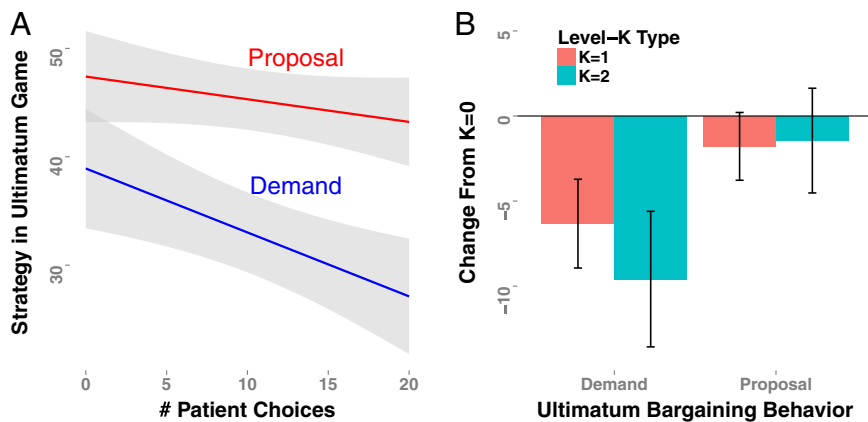 A
Strategy in Ultimatum Game
50
40
30
Proposal
Demand
0 5 10 15 20
# Patient Choices
B
Change From K=0
5
0
−5
−10
Level−K Type
K=1
K=2
Demand Proposal
Ultimatum Bargaining Behavior